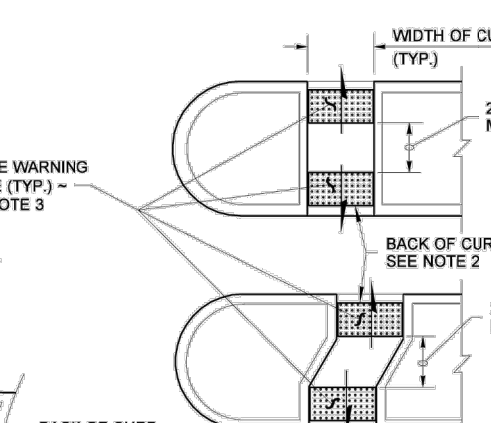 WIDTH OF CU
(TYP.)
E WARNING
E (TYP.) ~
OTE 3
BACK OF CUR
SEE NOTE 2